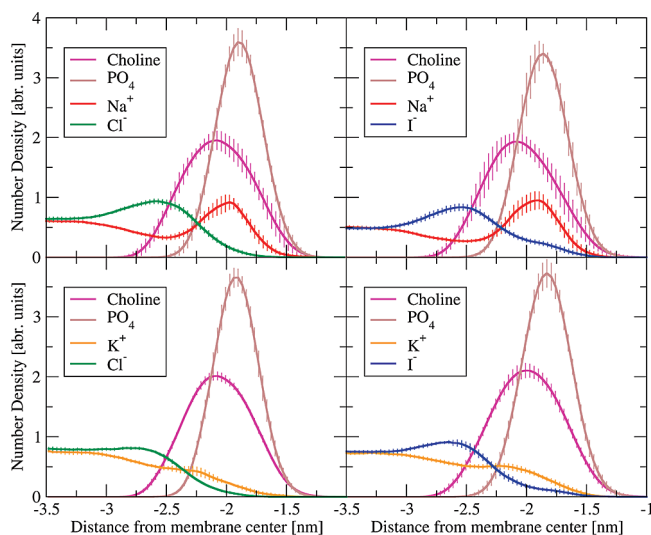 4
3
2
1
0
Number Density [abr. units]
Choline
PO4
Na+
Cl-
Choline
PO4
Na+
I-
3
2
1
0
Number Density [abr. units]
Choline
PO4
K+
Cl-
Choline
PO4
K+
I-
-3.5 -3 -2.5 -2 -1.5 -3.5 -3 -2.5 -2 -1.5 -1
Distance from membrane center [nm] Distance from membrane center [nm]